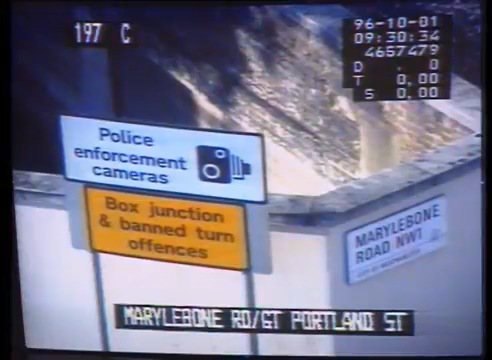 197 C
96-10-01
09:30:34
4657479
D . 0
T 0,00
S 0.00
Police
enforcement
cameras
Box junction
& banned turn
offences
MARYLEBONE
ROAD NW1
MARYLEBONE RD/GT PORTLAND ST